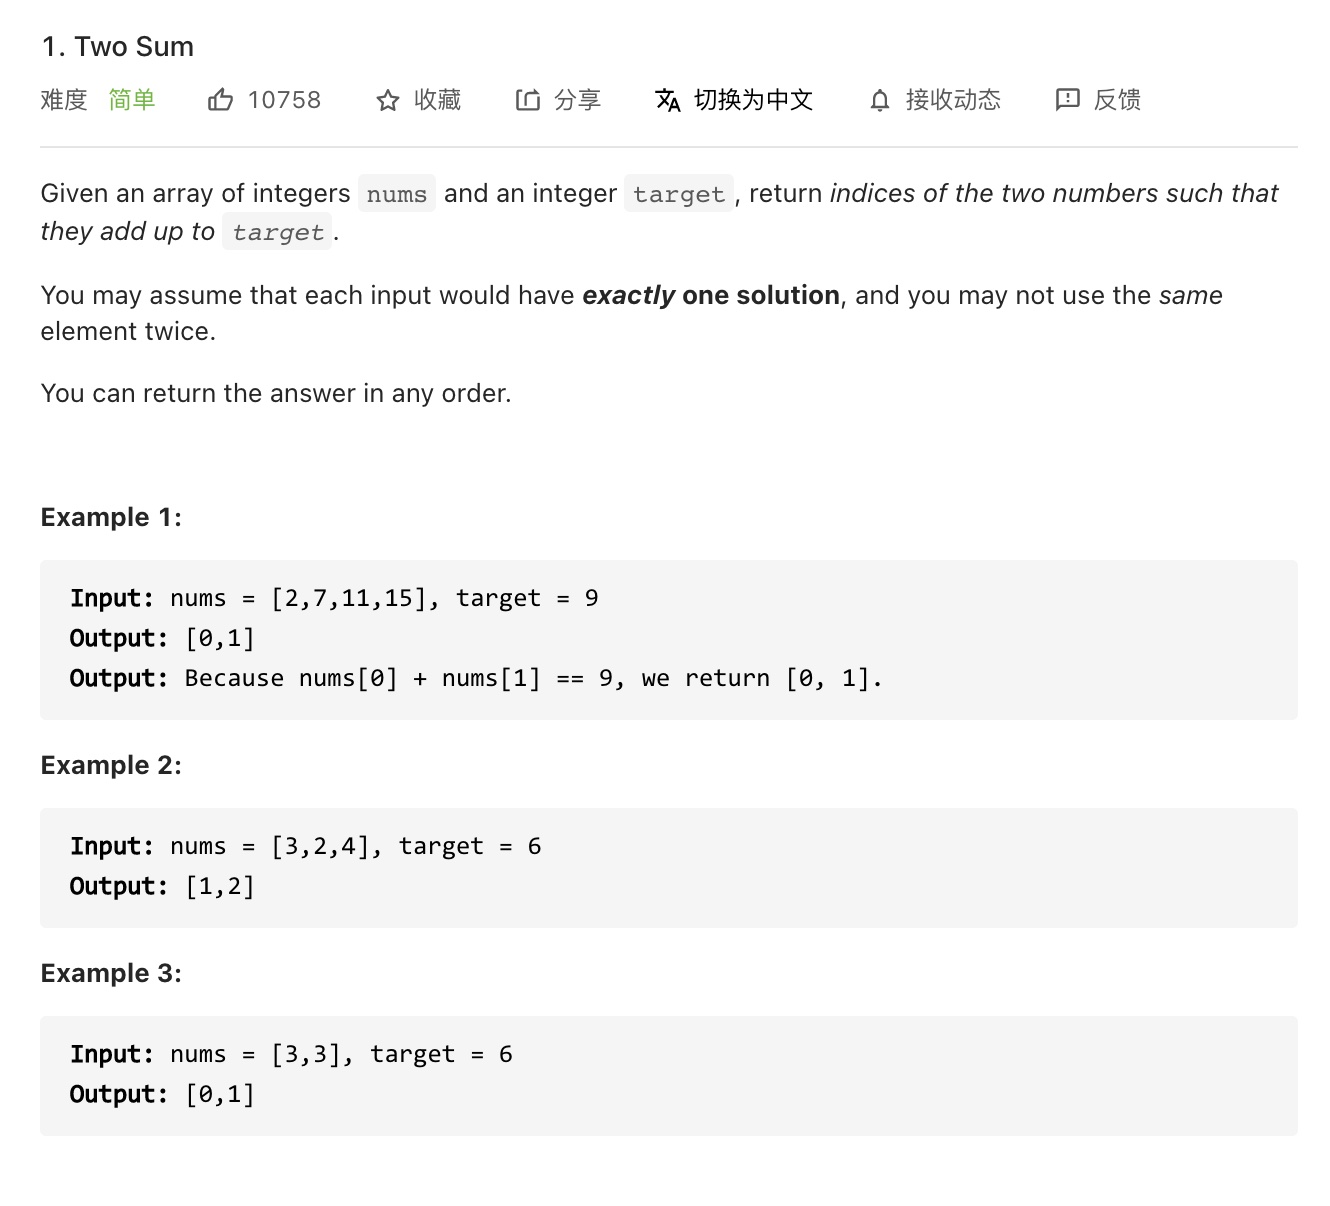 1. Two Sum
难度 简单 10758 收藏 分享 切换为中文 接收动态 反馈
Given an array of integers nums and an integer target, return indices of the two numbers such that
they add up to target.
You may assume that each input would have exactly one solution, and you may not use the same
element twice.
You can return the answer in any order.
Example 1:
Input: nums = [2,7,11,15], target = 9
Output: [0,1]
Output: Because nums[0] + nums[1] == 9, we return [0, 1].
Example 2:
Input: nums = [3,2,4], target = 6
Output: [1,2]
Example 3:
Input: nums = [3,3], target = 6
Output: [0,1]